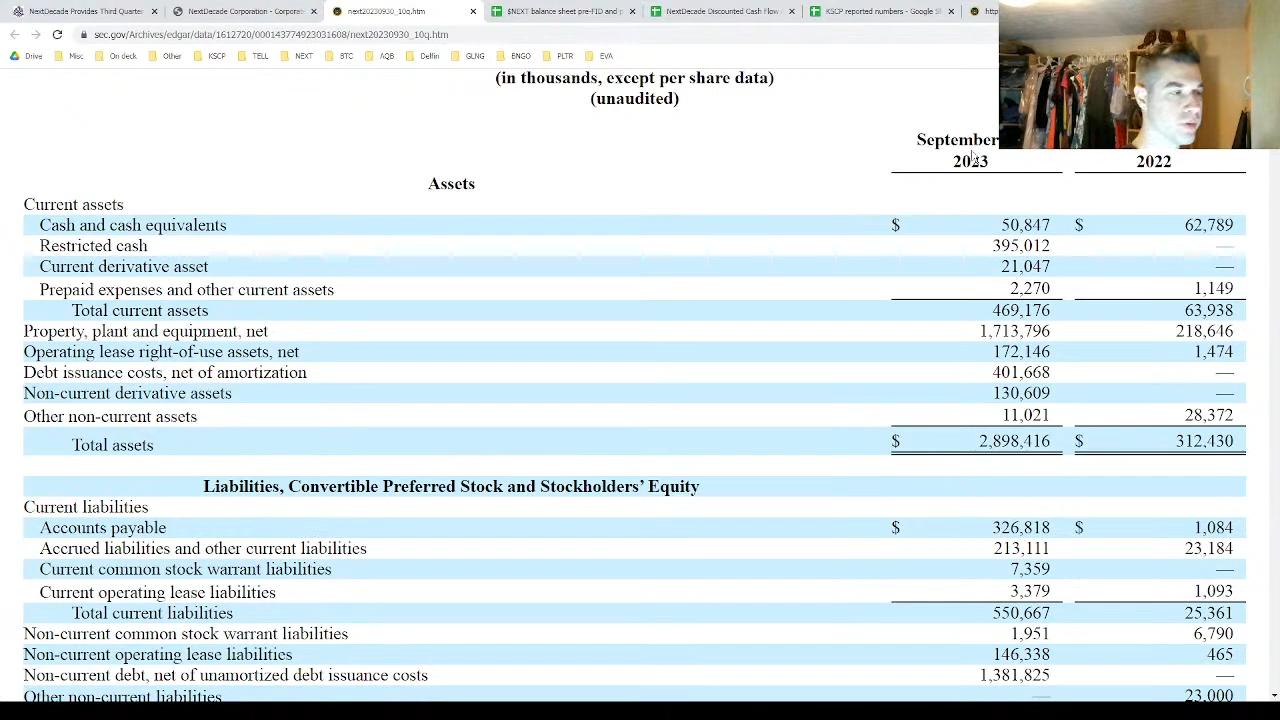 NextDecade Provides Third Quarter
NextDecade Corporation - Corporat
next20230930_10q.htm
$NEXT balance sheet pre-FID and p
NextDecade Discounted Cash Flow
KSCP reported numbers - Google S
http
sec.gov/Archives/edgar/data/1612720/000143774923031608/next20230930_10q.htm
Drive Misc On deck Other KSCP TELL NEXT BTC AQB Delfin GLNG BNGO PLTR EVA
(in thousands, except per share data)
(unaudited)
September
2023 2022
Assets
Current assets
Cash and cash equivalents $ 50,847 $ 62,789
Restricted cash 395,012 —
Current derivative asset 21,047 —
Prepaid expenses and other current assets 2,270 1,149
Total current assets 469,176 63,938
Property, plant and equipment, net 1,713,796 218,646
Operating lease right-of-use assets, net 172,146 1,474
Debt issuance costs, net of amortization 401,668 —
Non-current derivative assets 130,609 —
Other non-current assets 11,021 28,372
Total assets $ 2,898,416 $ 312,430
Liabilities, Convertible Preferred Stock and Stockholders’ Equity
Current liabilities
Accounts payable $ 326,818 $ 1,084
Accrued liabilities and other current liabilities 213,111 23,184
Current common stock warrant liabilities 7,359 —
Current operating lease liabilities 3,379 1,093
Total current liabilities 550,667 25,361
Non-current common stock warrant liabilities 1,951 6,790
Non-current operating lease liabilities 146,338 465
Non-current debt, net of unamortized debt issuance costs 1,381,825 —
Other non-current liabilities — 23,000